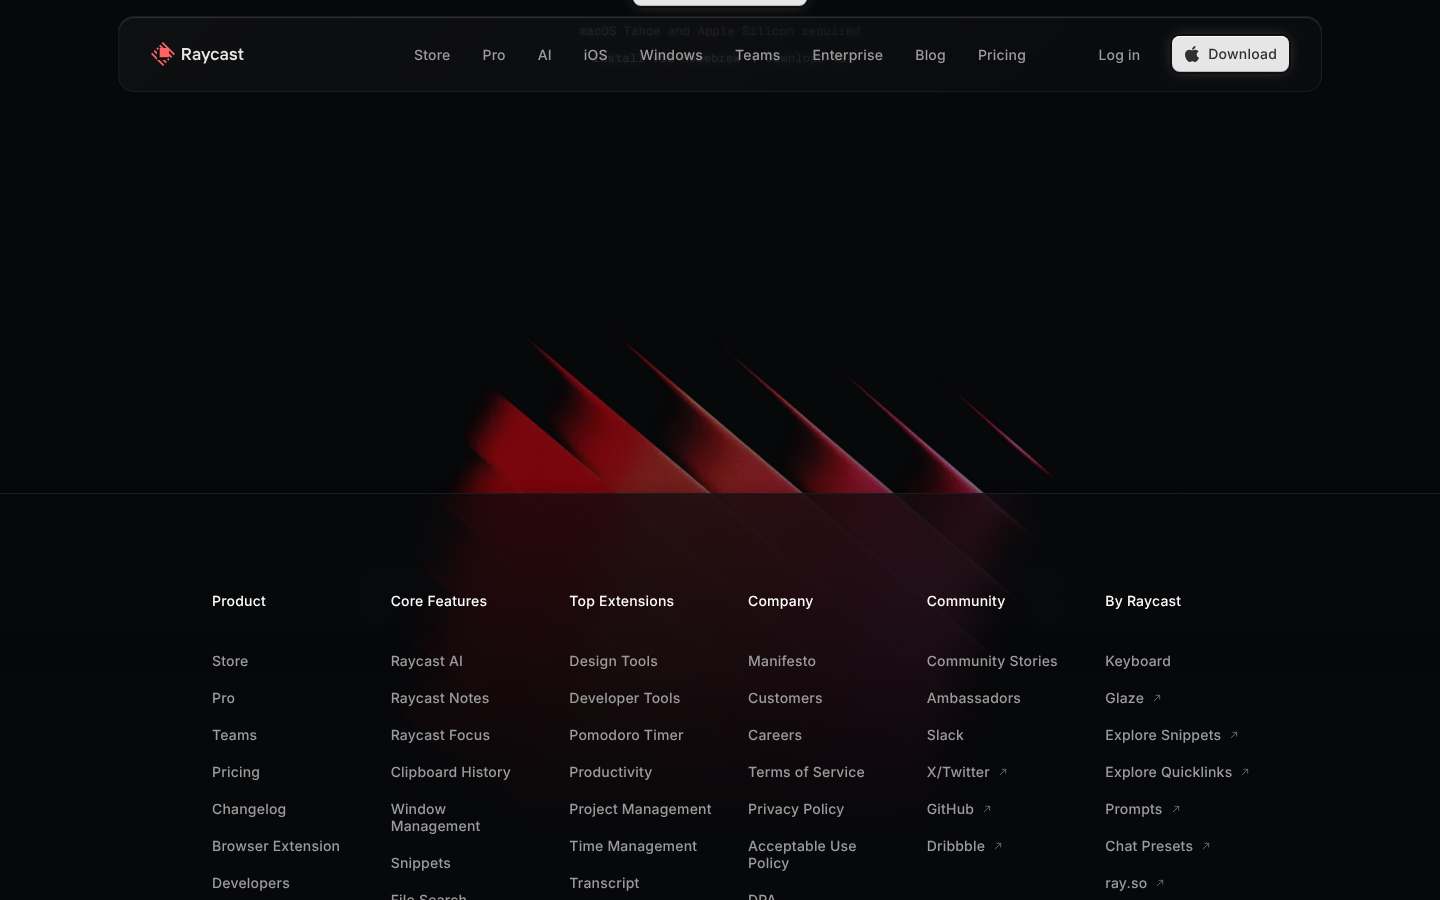 macOS Tahoe and Apple Silicon required
Raycast
Store
Pro
AI
iOS
Windows
Teams
Enterprise
Blog
Pricing
Log in
Download
Product
Store
Pro
Teams
Pricing
Changelog
Browser Extension
Developers
Core Features
Raycast AI
Raycast Notes
Raycast Focus
Clipboard History
Window
Management
Snippets
File Search
Top Extensions
Design Tools
Developer Tools
Pomodoro Timer
Productivity
Project Management
Time Management
Transcript
Company
Manifesto
Customers
Careers
Terms of Service
Privacy Policy
Acceptable Use
Policy
DPA
Community
Community Stories
Ambassadors
Slack
X/Twitter ↗
GitHub ↗
Dribbble ↗
By Raycast
Keyboard
Glaze ↗
Explore Snippets ↗
Explore Quicklinks ↗
Prompts ↗
Chat Presets ↗
ray.so ↗